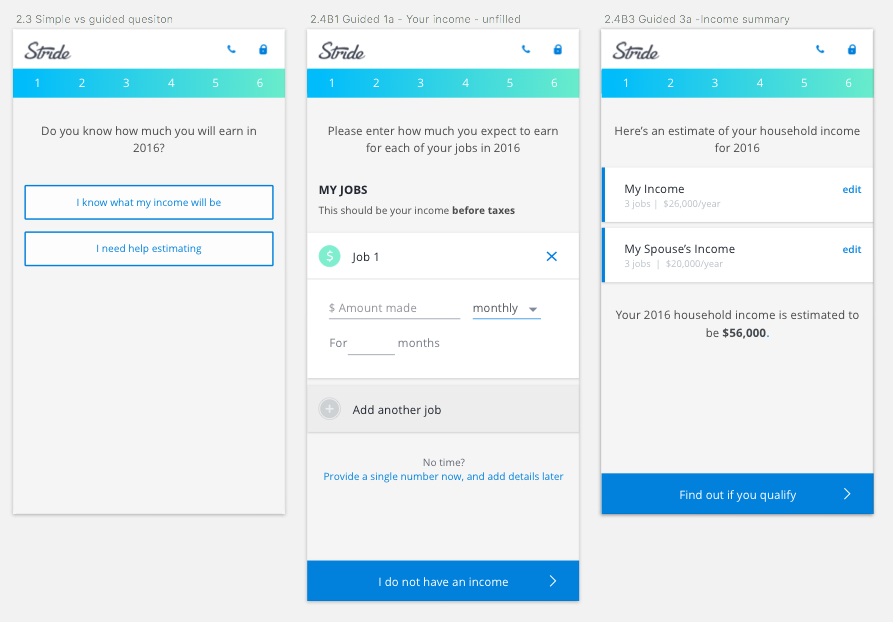 2.3 Simple vs guided quesiton
Stride
1 2 3 4 5 6
Do you know how much you will earn in
2016?
I know what my income will be
I need help estimating
2.4B1 Guided 1a - Your income - unfilled
Stride
1 2 3 4 5 6
Please enter how much you expect to earn
for each of your jobs in 2016
MY JOBS
This should be your income before taxes
$ Job 1
$ Amount made monthly
For months
Add another job
No time?
Provide a single number now, and add details later
I do not have an income
2.4B3 Guided 3a -Income summary
Stride
1 2 3 4 5 6
Here's an estimate of your household income
for 2016
My Income edit
3 jobs | $26,000/year
My Spouse's Income edit
3 jobs | $20,000/year
Your 2016 household income is estimated to
be $56,000.
Find out if you qualify